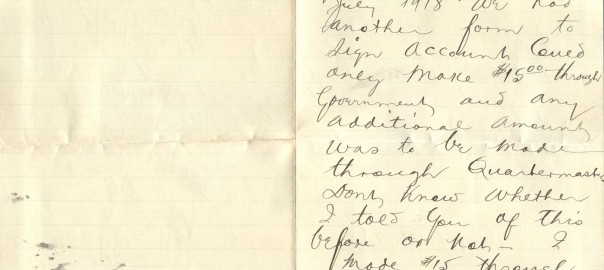 July 1918 We had
another form to
sign account, Coued
only make $15.00 through
Government and any
additional amount
was to be made
through Quartermaster
Dont Know whether
I told you of this
before or not - I
made $15 through